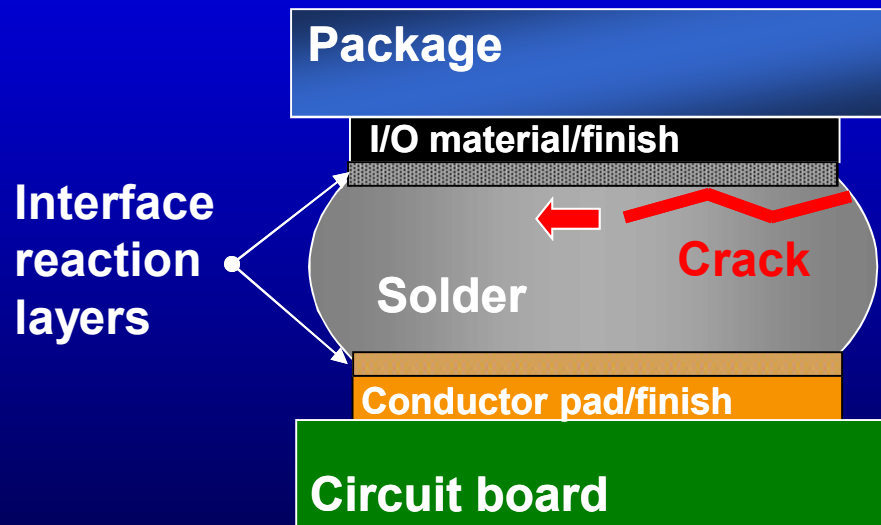 Package
I/O material/finish
Interface
reaction
layers
Crack
Solder
Conductor pad/finish
Circuit board